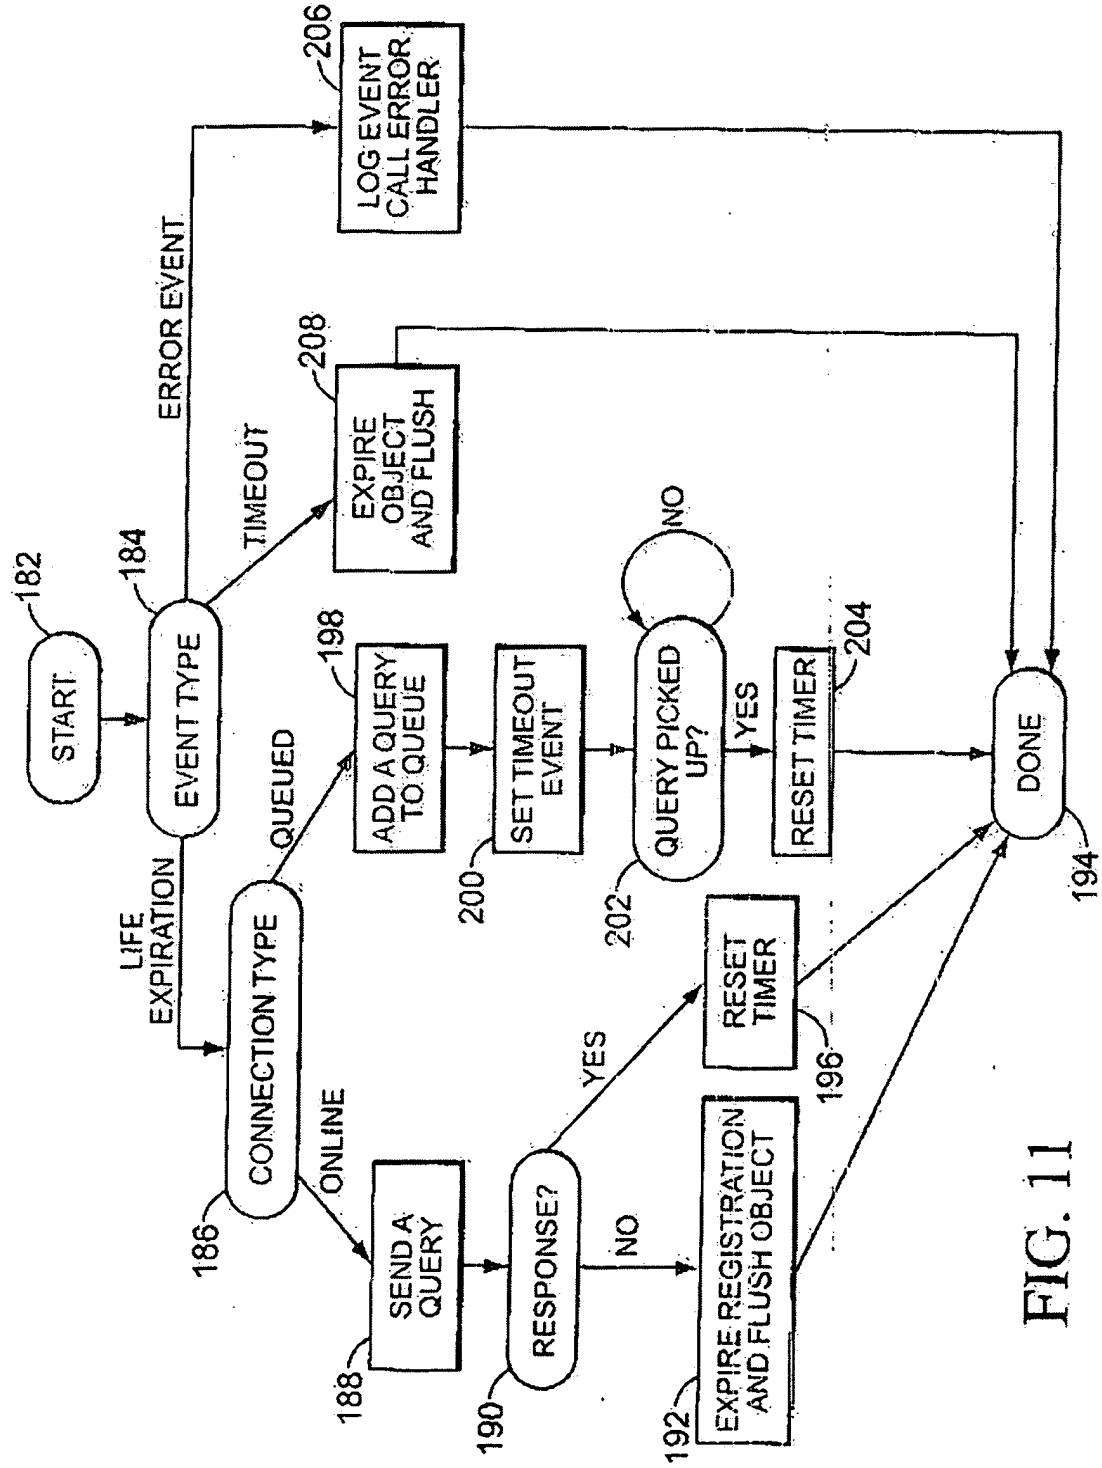 182
START
184
EVENT TYPE
LIFE
EXPIRATION
TIMEOUT
ERROR EVENT
186
CONNECTION TYPE
ONLINE
QUEUED
188
SEND A
QUERY
198
ADD A QUERY
TO QUEUE
208
EXPIRE
OBJECT
AND FLUSH
206
LOG EVENT
CALL ERROR
HANDLER
190
RESPONSE?
200
SET TIMEOUT
EVENT
NO
YES
202
QUERY PICKED
UP?
NO
YES
192
EXPIRE REGISTRATION
AND FLUSH OBJECT
196
RESET
TIMER
204
RESET TIMER
194
DONE
FIG. 11